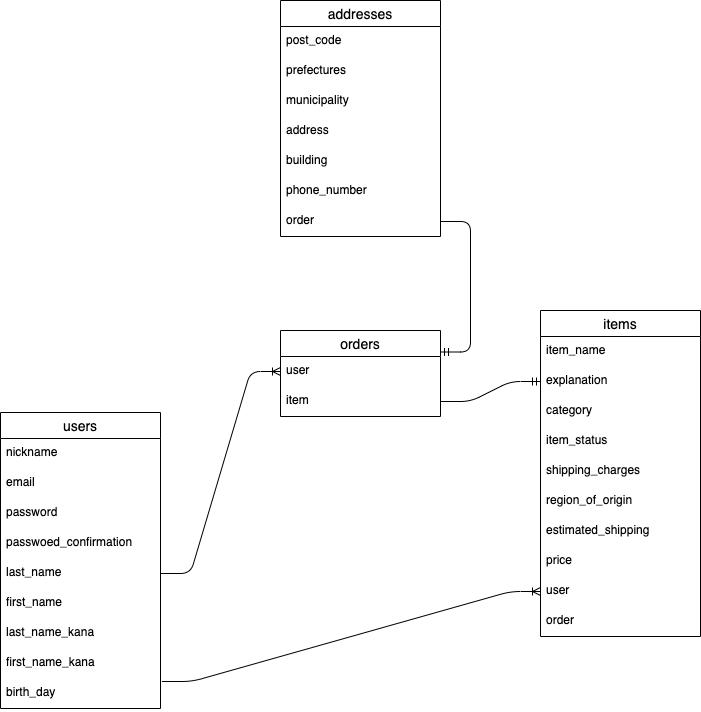 addresses
post_code
prefectures
municipality
address
building
phone_number
order
orders
user
item
items
item_name
explanation
category
item_status
shipping_charges
region_of_origin
estimated_shipping
price
user
order
users
nickname
email
password
passwoed_confirmation
last_name
first_name
last_name_kana
first_name_kana
birth_day